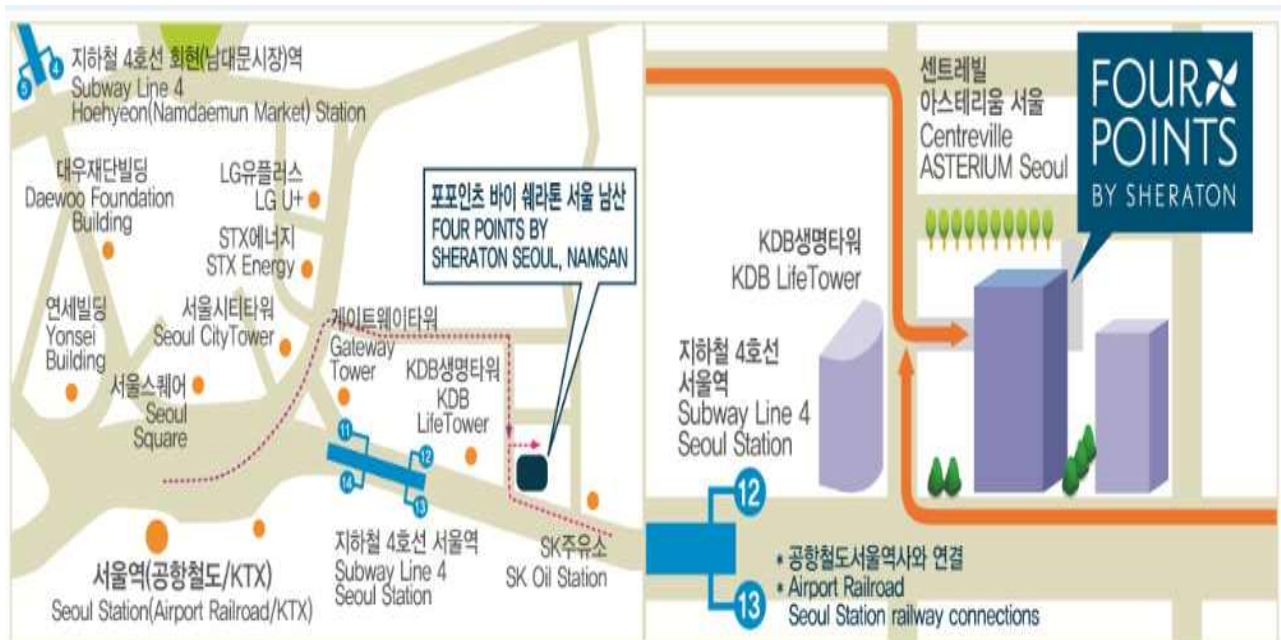 지하철 4호선 회현(남대문시장)역
Subway Line 4
Hoehyeon(Namdaemun Market) Station
4
5
대우재단빌딩
Daewoo Foundation
Building
LG유플러스
LG U+
STX에너지
STX Energy
연세빌딩
Yonsei
Building
서울시티타워
Seoul CityTower
서울스퀘어
Seoul
Square
게이트웨이타워
Gateway
Tower
KDB생명타워
KDB
LifeTower
포포인츠 바이 쉐라톤 서울 남산
FOUR POINTS BY
SHERATON SEOUL, NAMSAN
11
12
14
13
지하철 4호선 서울역
Subway Line 4
Seoul Station
SK주유소
SK Oil Station
서울역(공항철도/KTX)
Seoul Station(Airport Railroad/KTX)
센트레빌
아스테리움 서울
Centreville
ASTERIUM Seoul
FOUR
POINTS
BY SHERATON
KDB생명타워
KDB LifeTower
지하철 4호선
서울역
Subway Line 4
Seoul Station
12
13
* 공항철도서울역사와 연결
* Airport Railroad
Seoul Station railway connections